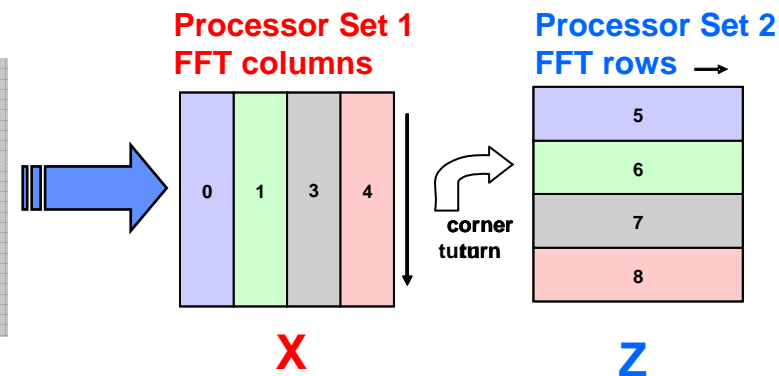 Processor Set 1
FFT columns
Processor Set 2
FFT rows
0 1 3 4
corner
tuturn
5
6
7
8
X
Z